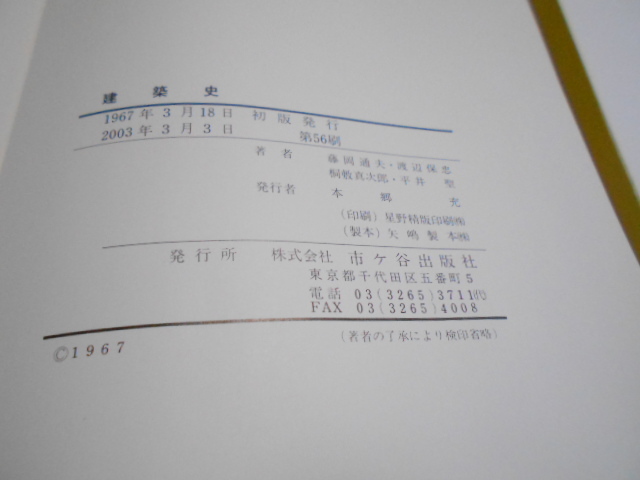 建築史
1967年3月18日 初版発行
2003年3月3日 第56刷
著者 藤岡通夫・渡辺保忠
桐敷真次郎・平井 聖
発行者 本郷 充
(印刷) 星野精版印刷㈱
(製本) 矢嶋製本㈱
発行所 株式会社 市ケ谷出版社
東京都千代田区五番町5
電話 03(3265)3711㈹
FAX 03(3265)4008
(著者の了承により検印省略)
©1967